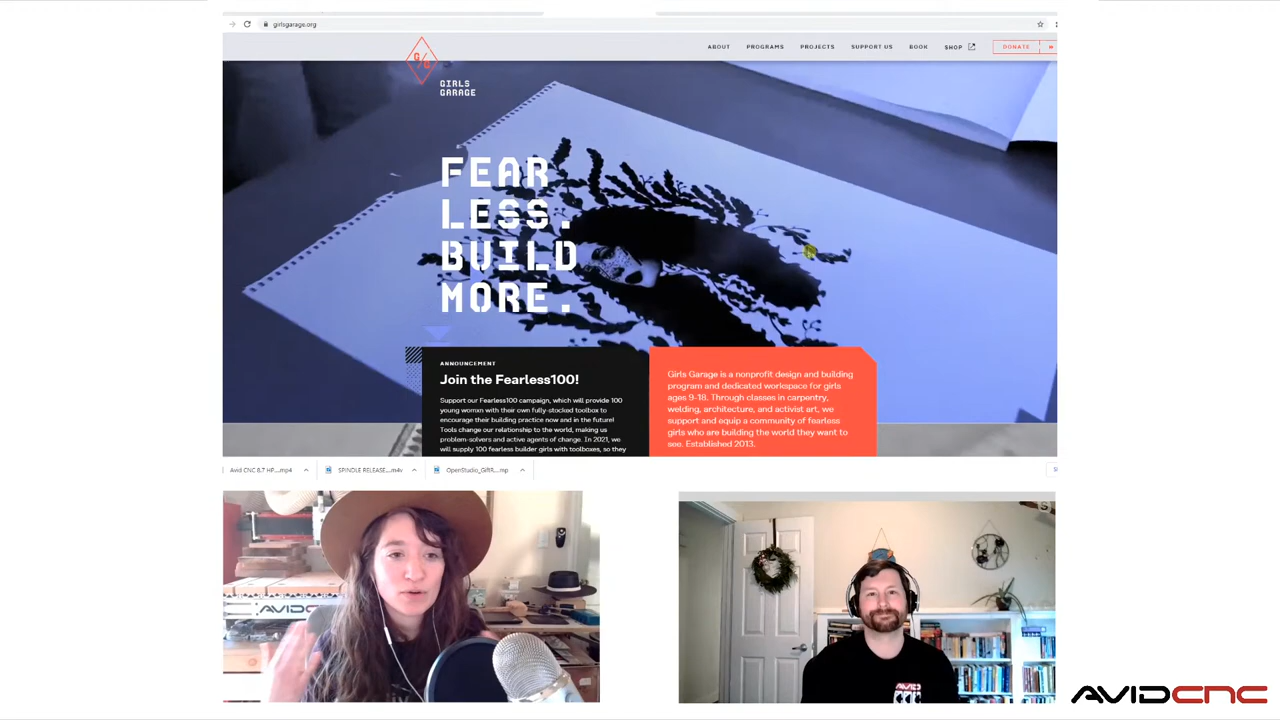 girlsgarage.org
ABOUT PROGRAMS PROJECTS SUPPORT US BOOK SHOP DONATE
G/G
GIRLS
GARAGE
FEAR
LESS.
BUILD
MORE.
ANNOUNCEMENT
Join the Fearless100!
Support our Fearless100 campaign, which will provide 100
young womxn with their own fully-stocked toolbox to
encourage their building practice now and in the future!
Tools change our relationship to the world, making us
problem-solvers and active agents of change. In 2021, we
will supply 100 fearless builder girls with toolboxes, so they
Girls Garage is a nonprofit design and building
program and dedicated workspace for girls
ages 9-18. Through classes in carpentry,
welding, architecture, and activist art, we
support and equip a community of fearless
girls who are building the world they want to
see. Established 2013.
Avid CNC 6.7 HP....mp4 SPINDLE RELEASE....m4v OpenStudio_GiftR....mp
AVIDCNC
AVID
AVIDCNC